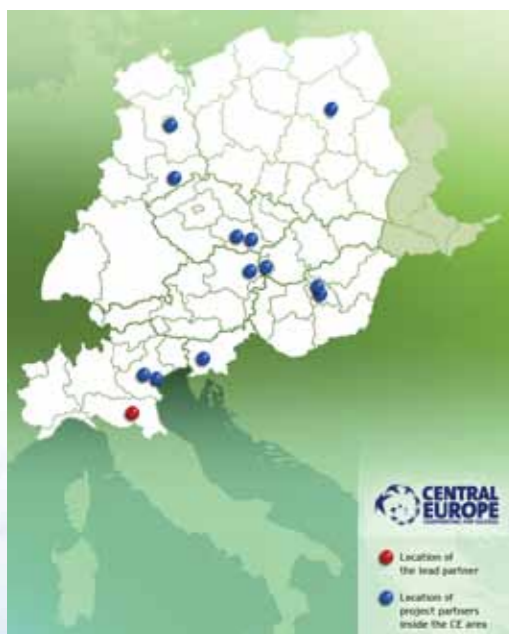 CENTRAL
EUROPE
COOPERATING FOR SUCCESS.
Location of
the lead partner
Location of
project partners
inside the CE area